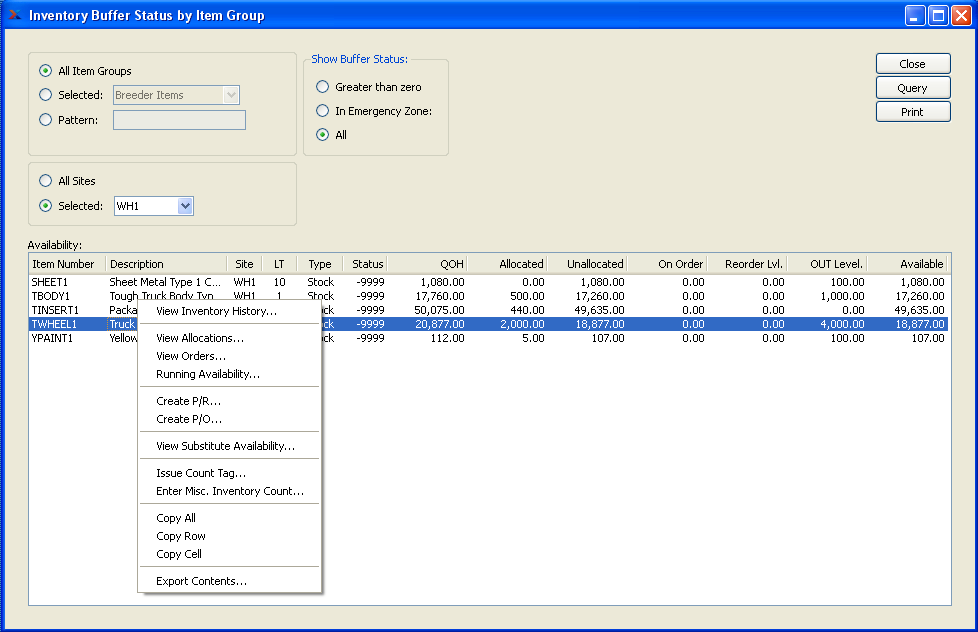 Inventory Buffer Status by Item Group
All Item Groups
Selected: Breeder Items
Pattern:
Show Buffer Status:
Greater than zero
In Emergency Zone:
All
Close
Query
Print
All Sites
Selected: WH1
Availability:
Item Number Description Site LT Type Status QOH Allocated Unallocated On Order Reorder Lvl. OUT Level. Available
SHEET1 Sheet Metal Type 1 C... WH1 10 Stock -9999 1,080.00 0.00 1,080.00 0.00 0.00 100.00 1,080.00
TBODY1 Tough Truck Body Typ WH1 1 Stock -9999 17,760.00 500.00 17,260.00 0.00 0.00 1,000.00 17,260.00
TINSERT1 Packa ck -9999 50,075.00 440.00 49,635.00 0.00 0.00 0.00 49,635.00
TWHEEL1 Truck ck -9999 20,877.00 2,000.00 18,877.00 0.00 0.00 4,000.00 18,877.00
YPAINT1 Yellow ck -9999 112.00 5.00 107.00 0.00 0.00 100.00 107.00
View Inventory History...
View Allocations...
View Orders...
Running Availability...
Create P/R...
Create P/O...
View Substitute Availability...
Issue Count Tag...
Enter Misc. Inventory Count...
Copy All
Copy Row
Copy Cell
Export Contents...